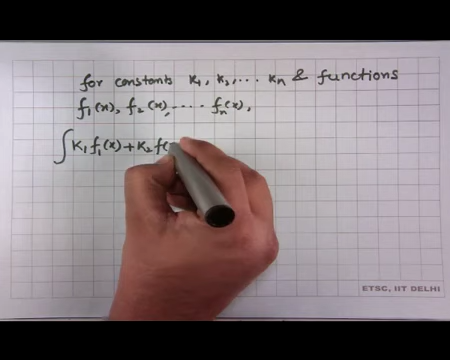 for constants K₁, K₂, ... Kₙ & functions
f₁(x), f₂(x), ..... fₙ(x),
∫K₁f₁(x)+K₂f(
ETSC, IIT DELHI